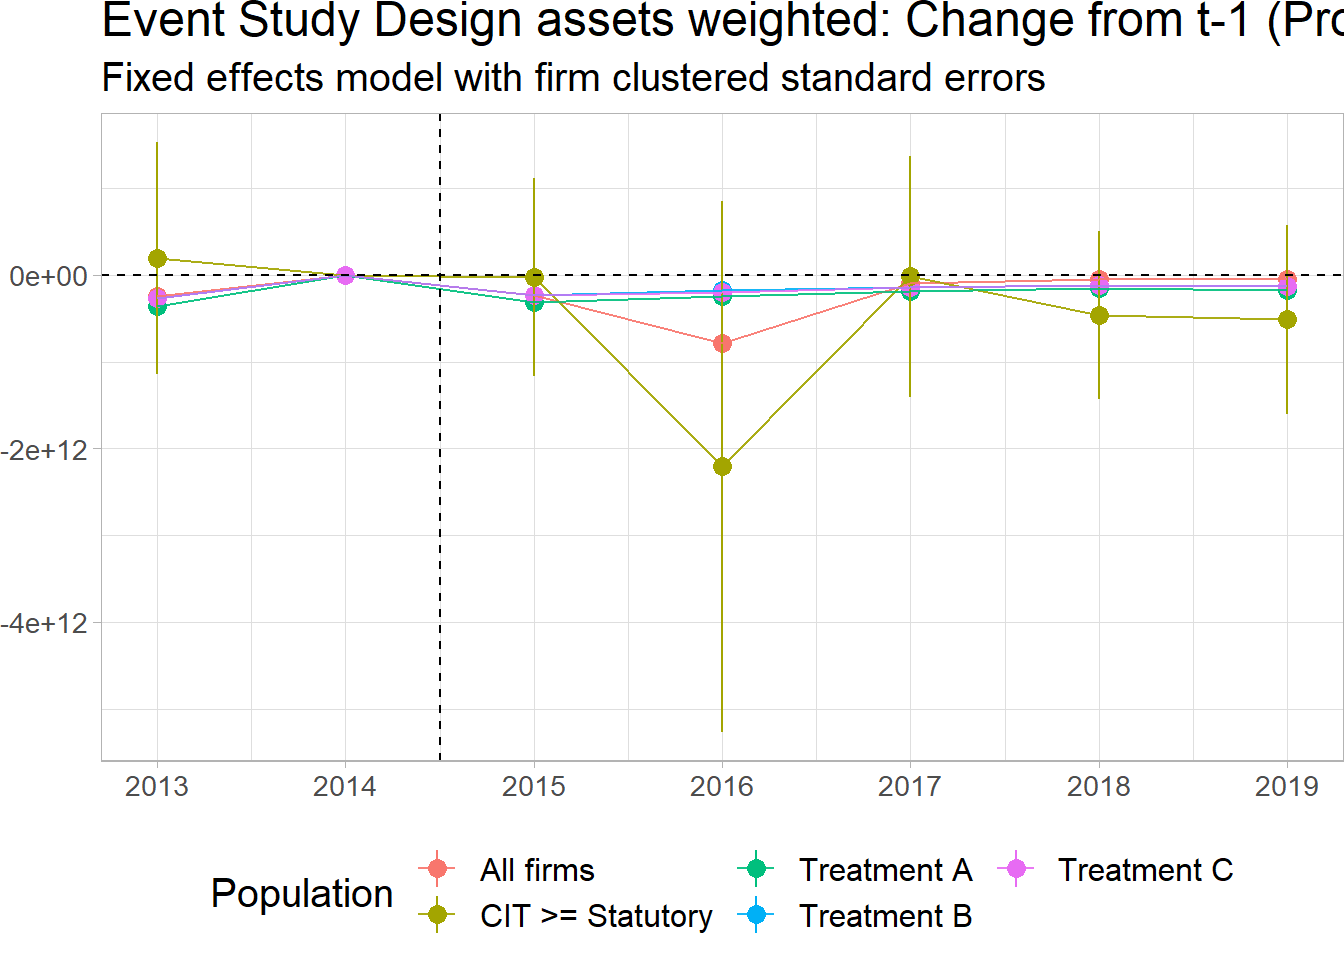 Event Study Design assets weighted: Change from t-1 (Pro
Fixed effects model with firm clustered standard errors
0e+00
-2e+12
-4e+12
2013 2014 2015 2016 2017 2018 2019
Population
All firms Treatment A Treatment C
CIT >= Statutory Treatment B